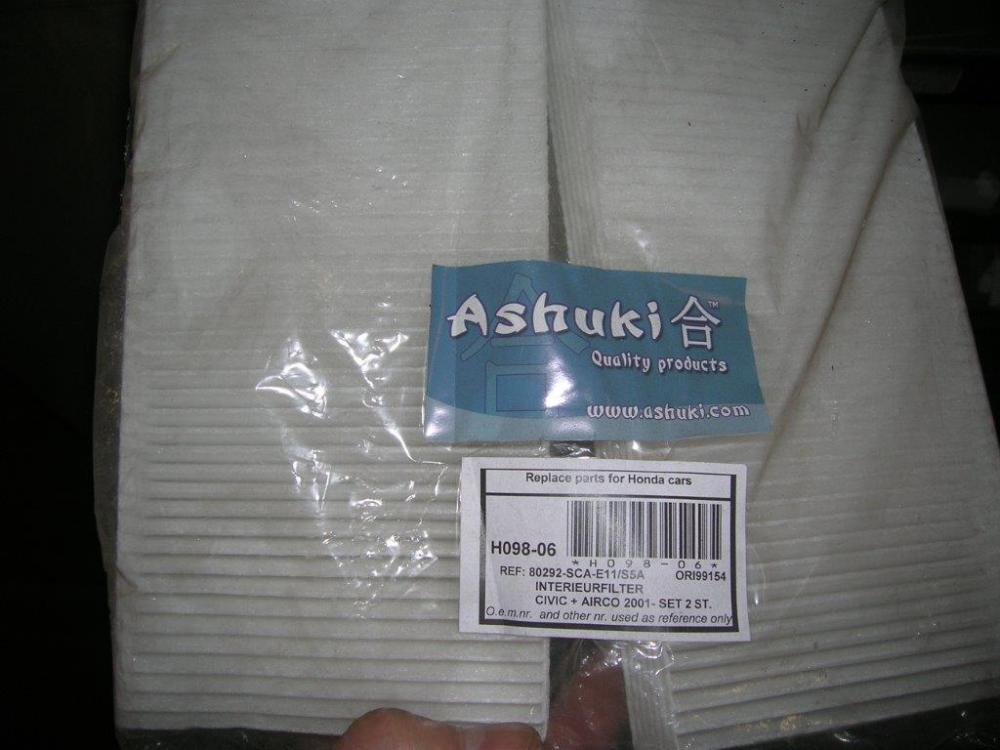 Ashuki 合™
Quality products
www.ashuki.com
Replace parts for Honda cars
H098-06
*H098-06*
REF: 80292-SCA-E11/S5A ORI99154
INTERIEURFILTER
CIVIC + AIRCO 2001- SET 2 ST.
O.e.m.nr. and other nr. used as reference only